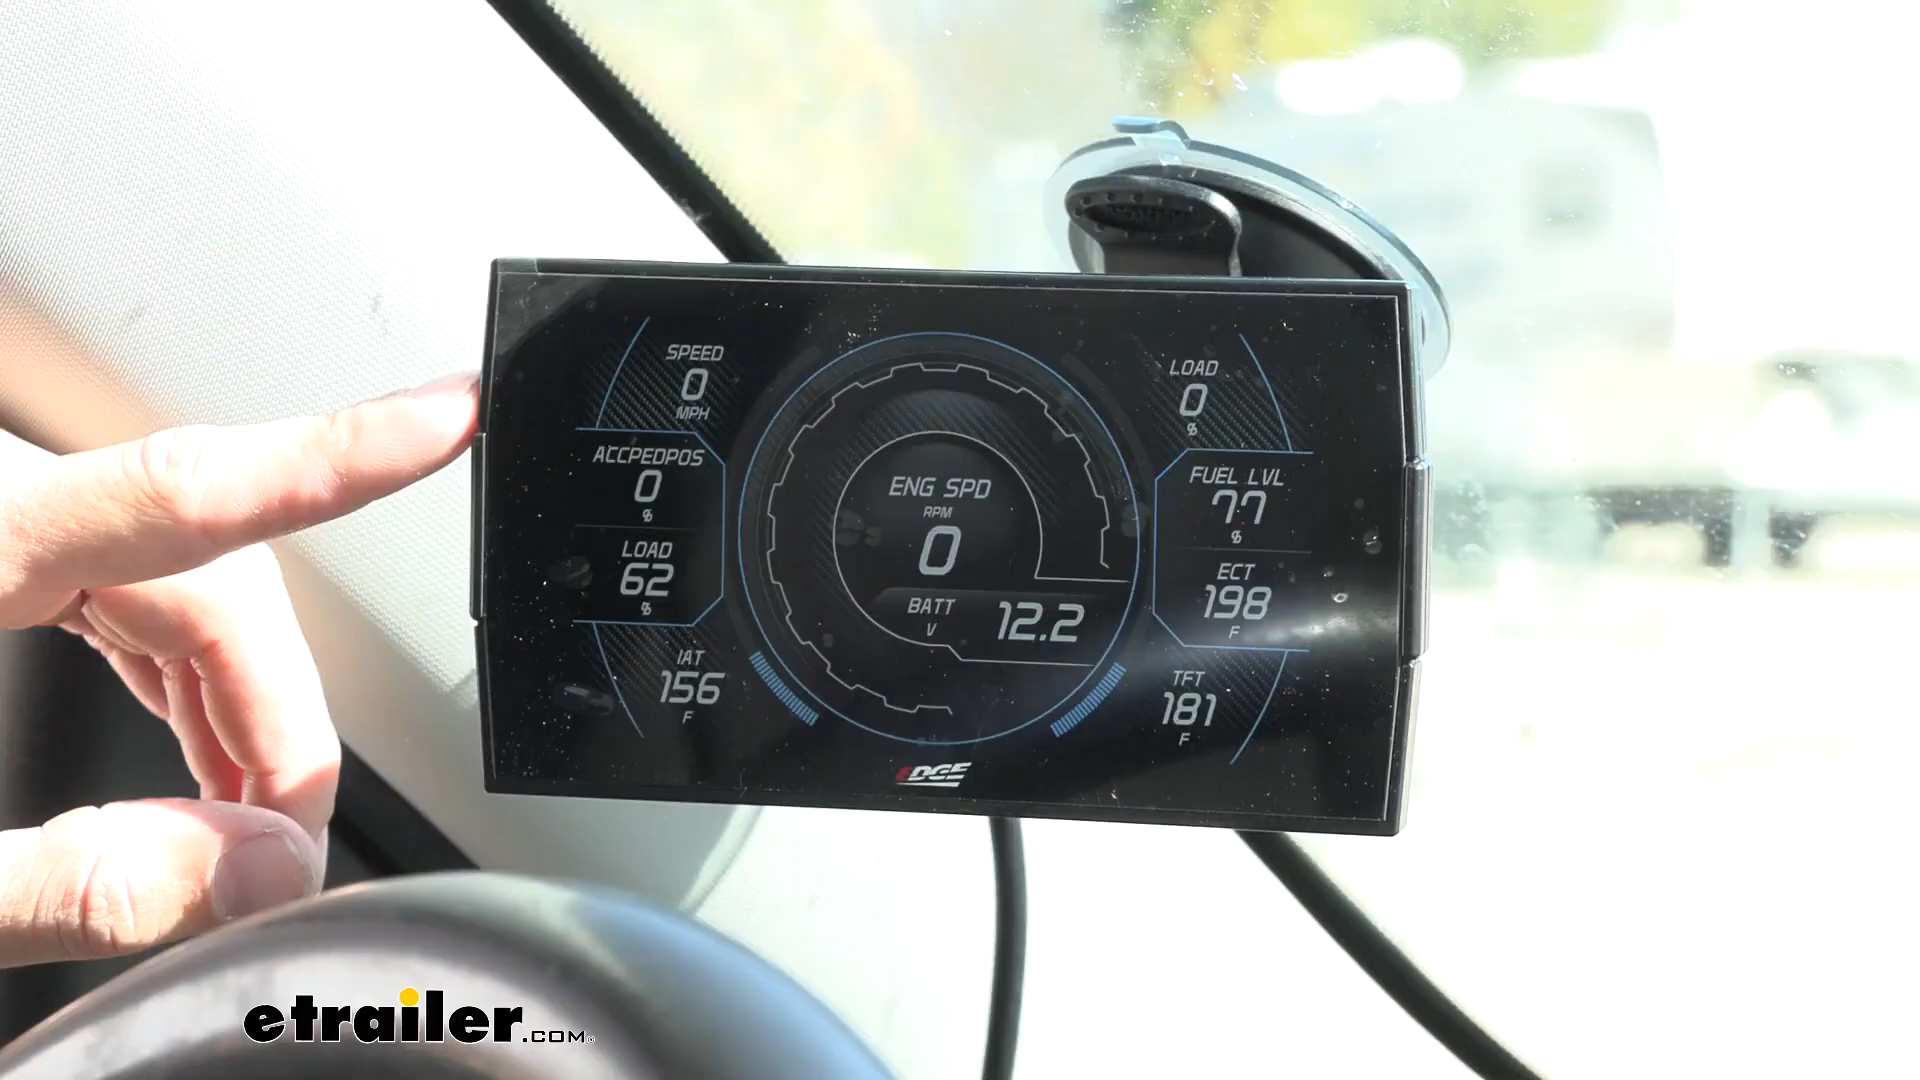 SPEED
0
MPH
ACCPEDPOS
0
%
LOAD
62
%
IAT
156
F
ENG SPD
RPM
0
BATT
V
12.2
LOAD
0
%
FUEL LVL
77
%
ECT
198
F
TFT
181
F
EDGE
etrailer.COM